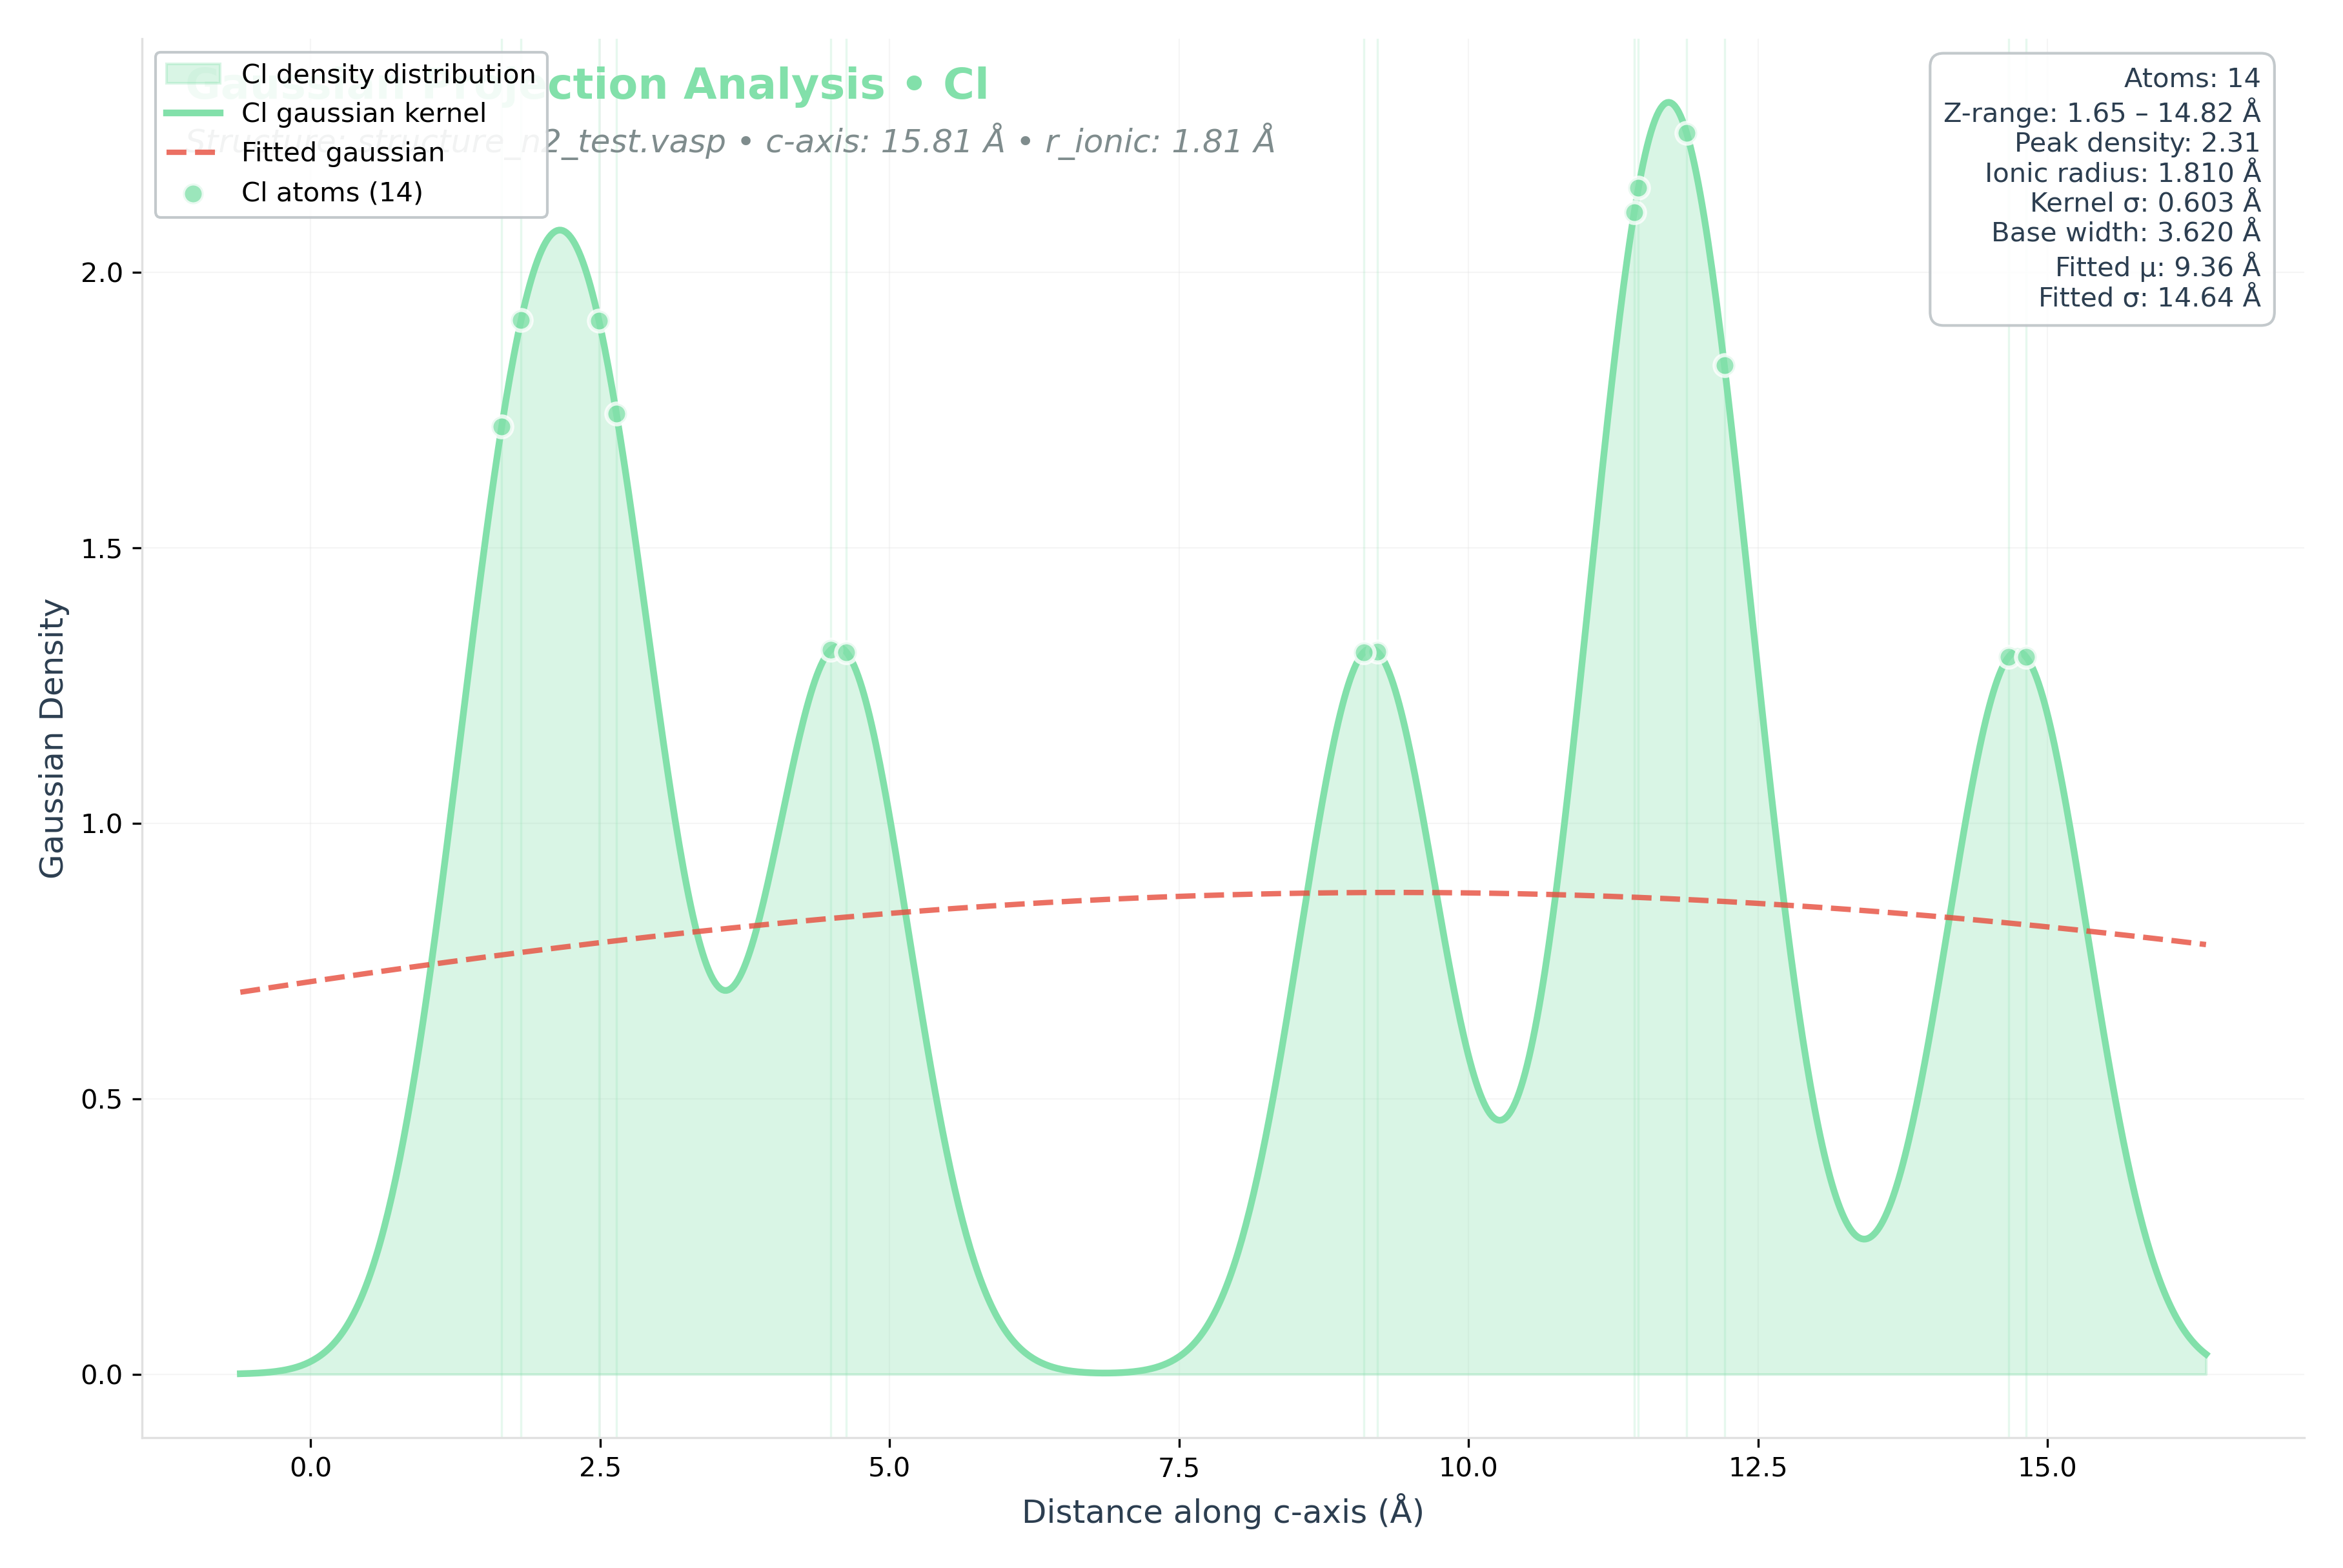 Gaussian Projection Analysis • Cl
Structure: structure_n2_test.vasp • c-axis: 15.81 Å • r_ionic: 1.81 Å
Cl density distribution
Cl gaussian kernel
Fitted gaussian
Cl atoms (14)
Atoms: 14
Z-range: 1.65 – 14.82 Å
Peak density: 2.31
Ionic radius: 1.810 Å
Kernel σ: 0.603 Å
Base width: 3.620 Å
Fitted μ: 9.36 Å
Fitted σ: 14.64 Å
Gaussian Density
2.0
1.5
1.0
0.5
0.0
0.0 2.5 5.0 7.5 10.0 12.5 15.0
Distance along c-axis (Å)